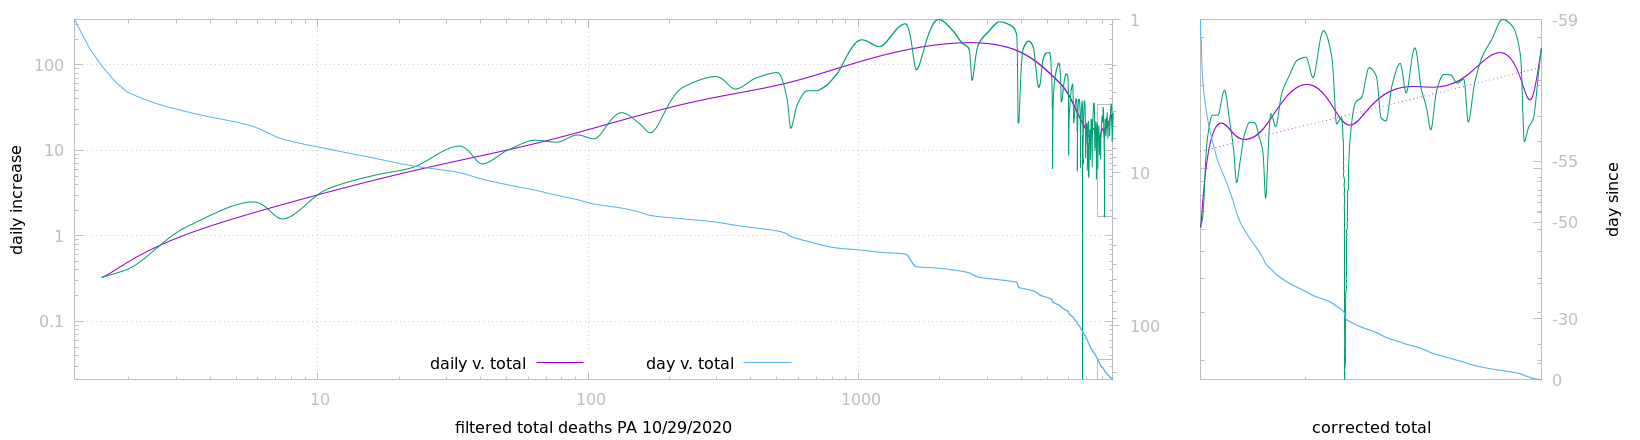 100
10
1
0.1
daily increase
10
100
1000
filtered total deaths PA 10/29/2020
daily v. total
day v. total
1
10
100
-59
-55
-50
-30
0
day since
corrected total